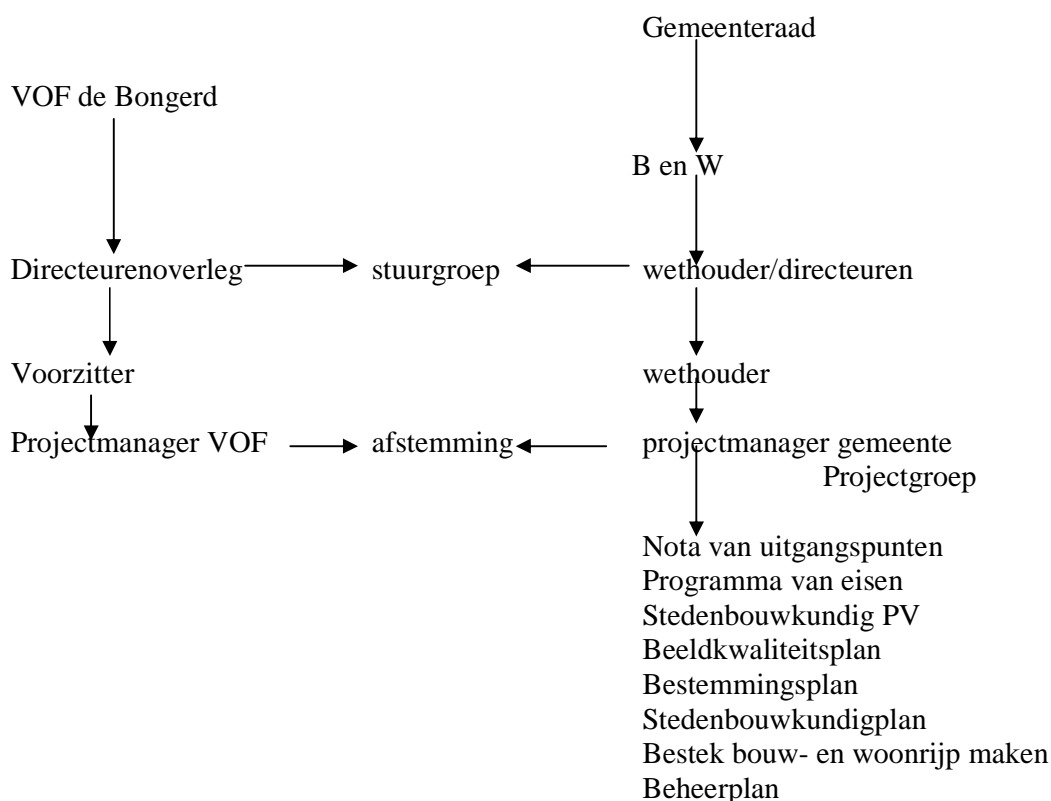 Gemeenteraad
VOF de Bongerd
B en W
Directeurenoverleg stuurgroep wethouder/directeuren
Voorzitter wethouder
Projectmanager VOF afstemming projectmanager gemeente
Projectgroep
Nota van uitgangspunten
Programma van eisen
Stedenbouwkundig PV
Beeldkwaliteitsplan
Bestemmingsplan
Stedenbouwkundigplan
Bestek bouw- en woonrijp maken
Beheerplan